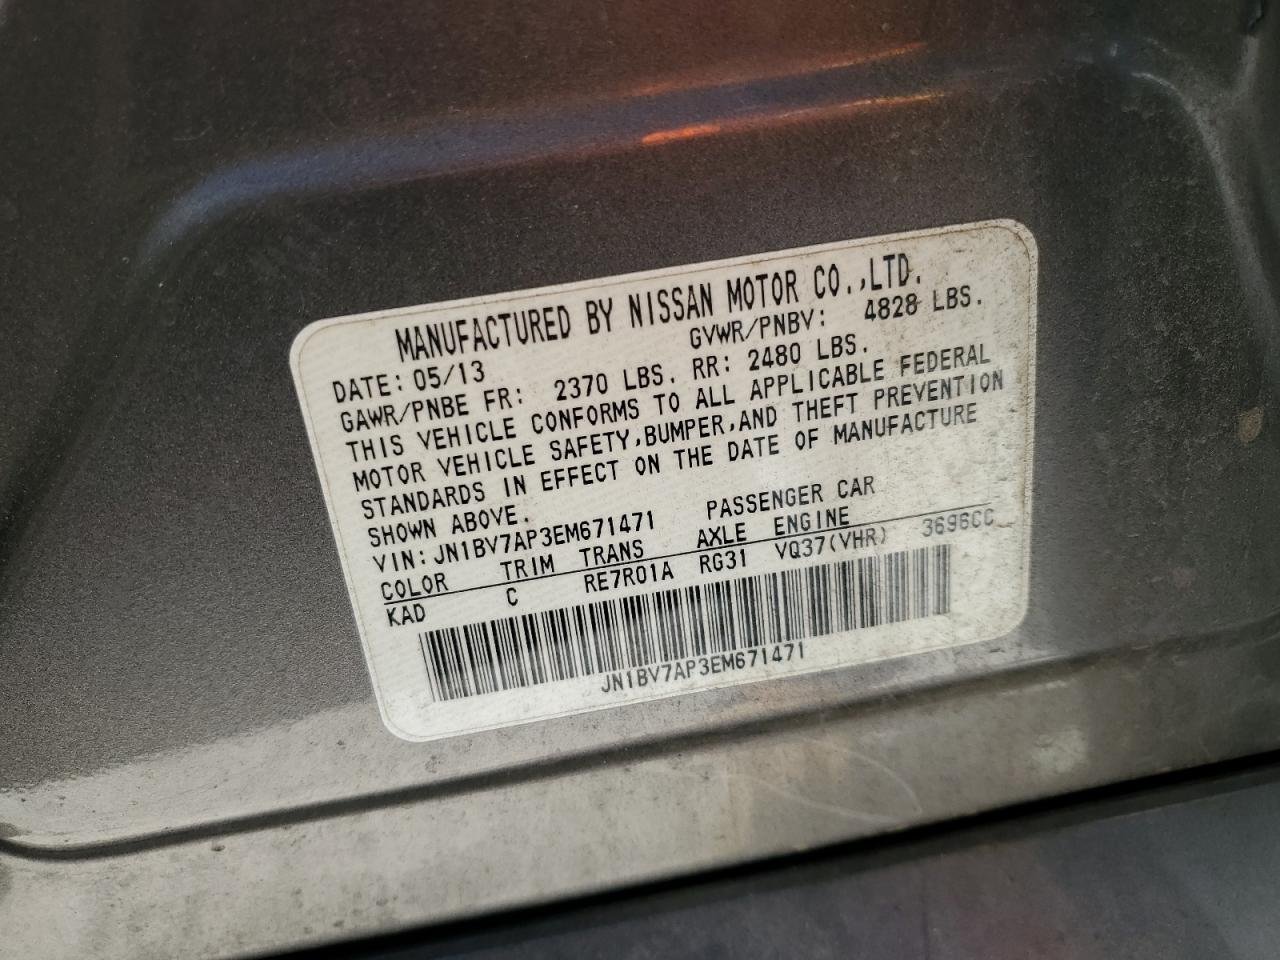 MANUFACTURED BY NISSAN MOTOR CO.,LTD.
DATE: 05/13 GVWR/PNBV: 4828 LBS.
GAWR/PNBE FR: 2370 LBS. RR: 2480 LBS.
THIS VEHICLE CONFORMS TO ALL APPLICABLE FEDERAL
MOTOR VEHICLE SAFETY,BUMPER,AND THEFT PREVENTION
STANDARDS IN EFFECT ON THE DATE OF MANUFACTURE
SHOWN ABOVE.
VIN: JN1BV7AP3EM671471 PASSENGER CAR
COLOR TRIM TRANS AXLE ENGINE
KAD C RE7R01A RG31 VQ37(VHR) 3696CC
JN1BV7AP3EM671471